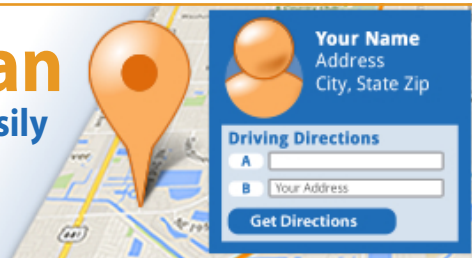 an
sily
Your Name
Address
City, State Zip
Driving Directions
A
B Your Address
Get Directions